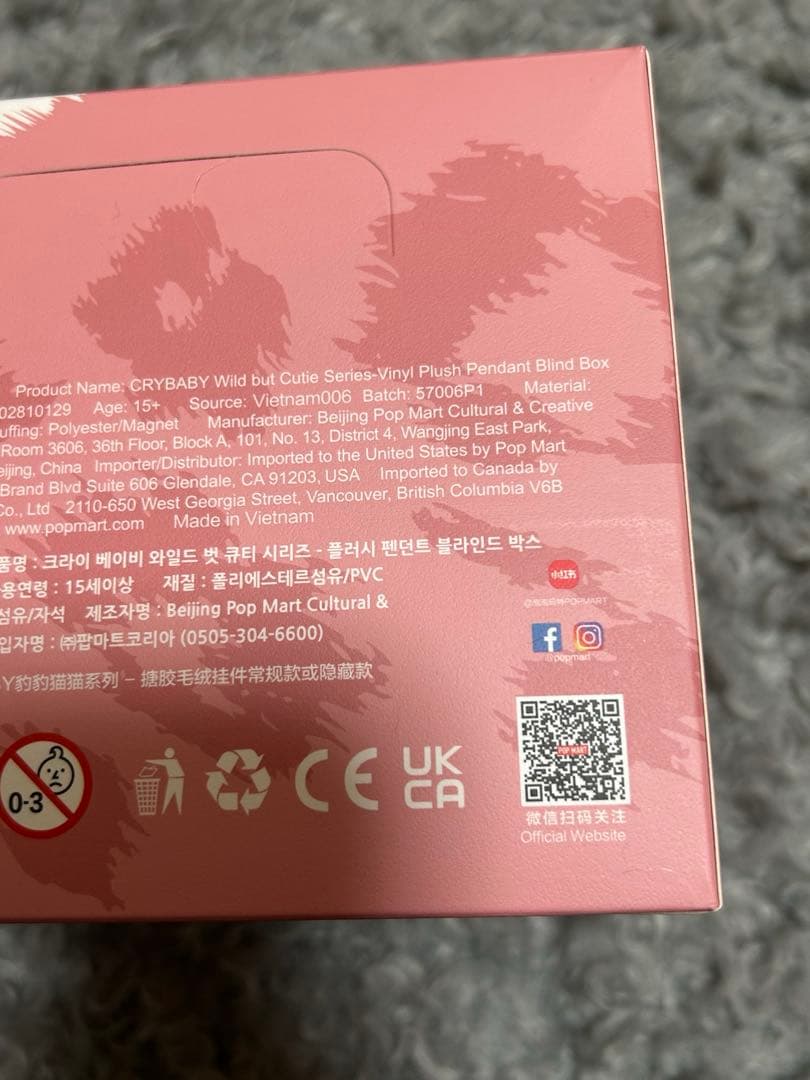 Product Name: CRYBABY Wild but Cutie Series-Vinyl Plush Pendant Blind Box
02810129 Age: 15+ Source: Vietnam006 Batch: 57006P1 Material:
uffing: Polyester/Magnet Manufacturer: Beijing Pop Mart Cultural & Creative
Room 3606, 36th Floor, Block A, 101, No. 13, District 4, Wangjing East Park,
eijing, China Importer/Distributor: Imported to the United States by Pop Mart
Brand Blvd Suite 606 Glendale, CA 91203, USA Imported to Canada by
Co., Ltd 2110-650 West Georgia Street, Vancouver, British Columbia V6B
www.popmart.com Made in Vietnam
품명 : 크라이 베이비 와일드 벗 큐티 시리즈 - 플러시 펜던트 블라인드 박스
용연령 : 15세이상 재질 : 폴리에스테르섬유/PVC
섬유/자석 제조자명 : Beijing Pop Mart Cultural &
입자명 : ㈜팝마트코리아 (0505-304-6600)
Y豹豹猫猫系列 – 搪胶毛绒挂件常规款或隐藏款
小红书
POPMART
@popmart
0-3
CE
UK
CA
POP MART
微信扫码关注
Official Website